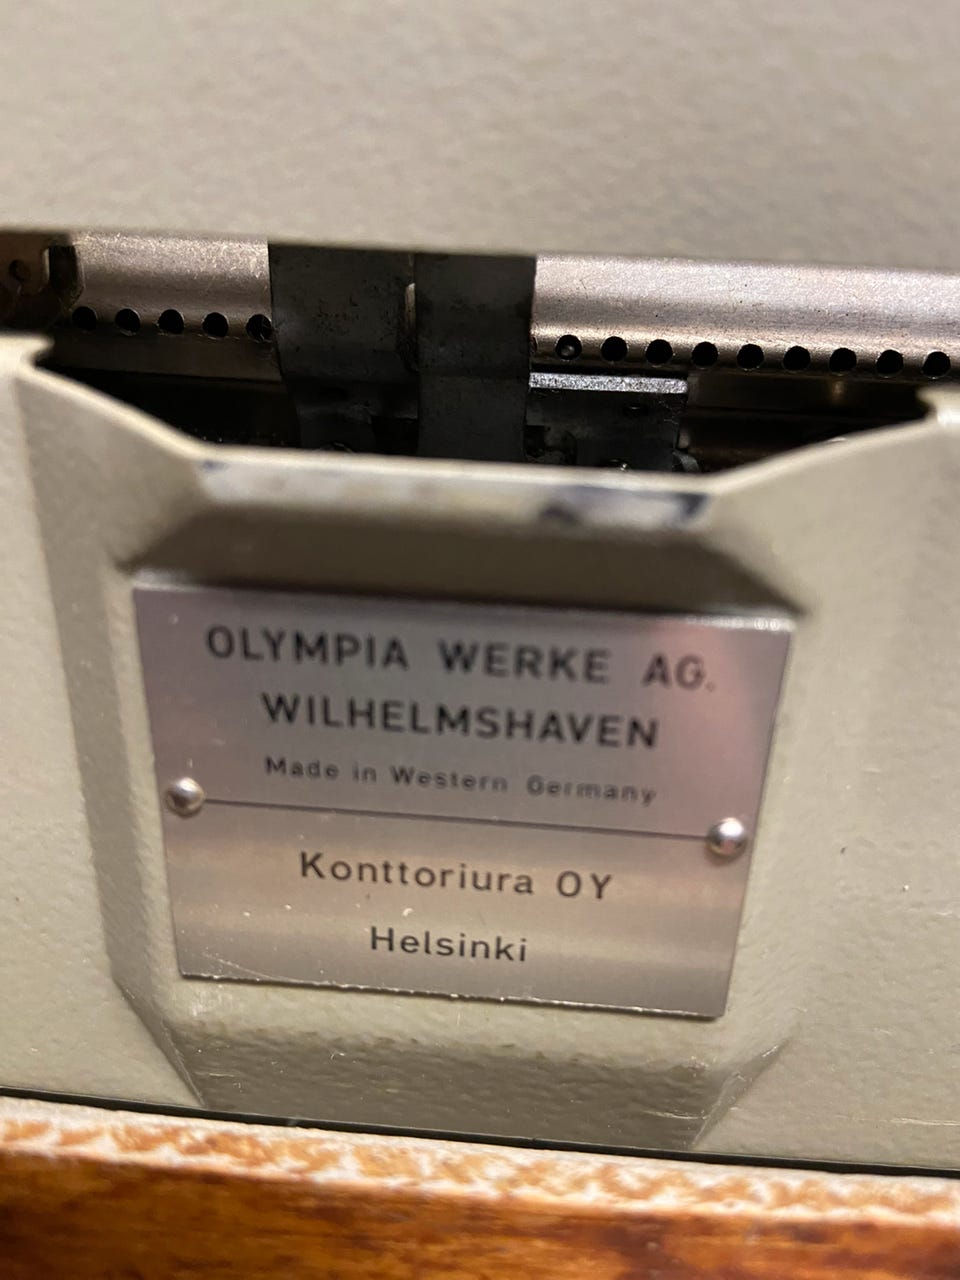 OLYMPIA WERKE AG.
WILHELMSHAVEN
Made in Western Germany
Konttoriura OY
Helsinki